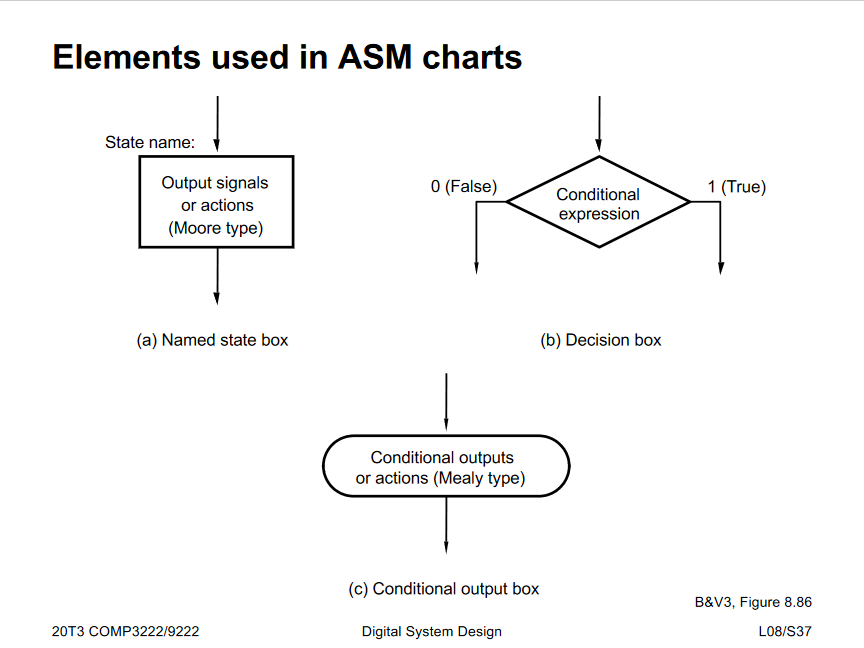 Elements used in ASM charts
State name:
Output signals
or actions
(Moore type)
(a) Named state box
0 (False)
Conditional
expression
1 (True)
(b) Decision box
Conditional outputs
or actions (Mealy type)
(c) Conditional output box
B&V3, Figure 8.86
20T3 COMP3222/9222
Digital System Design
L08/S37